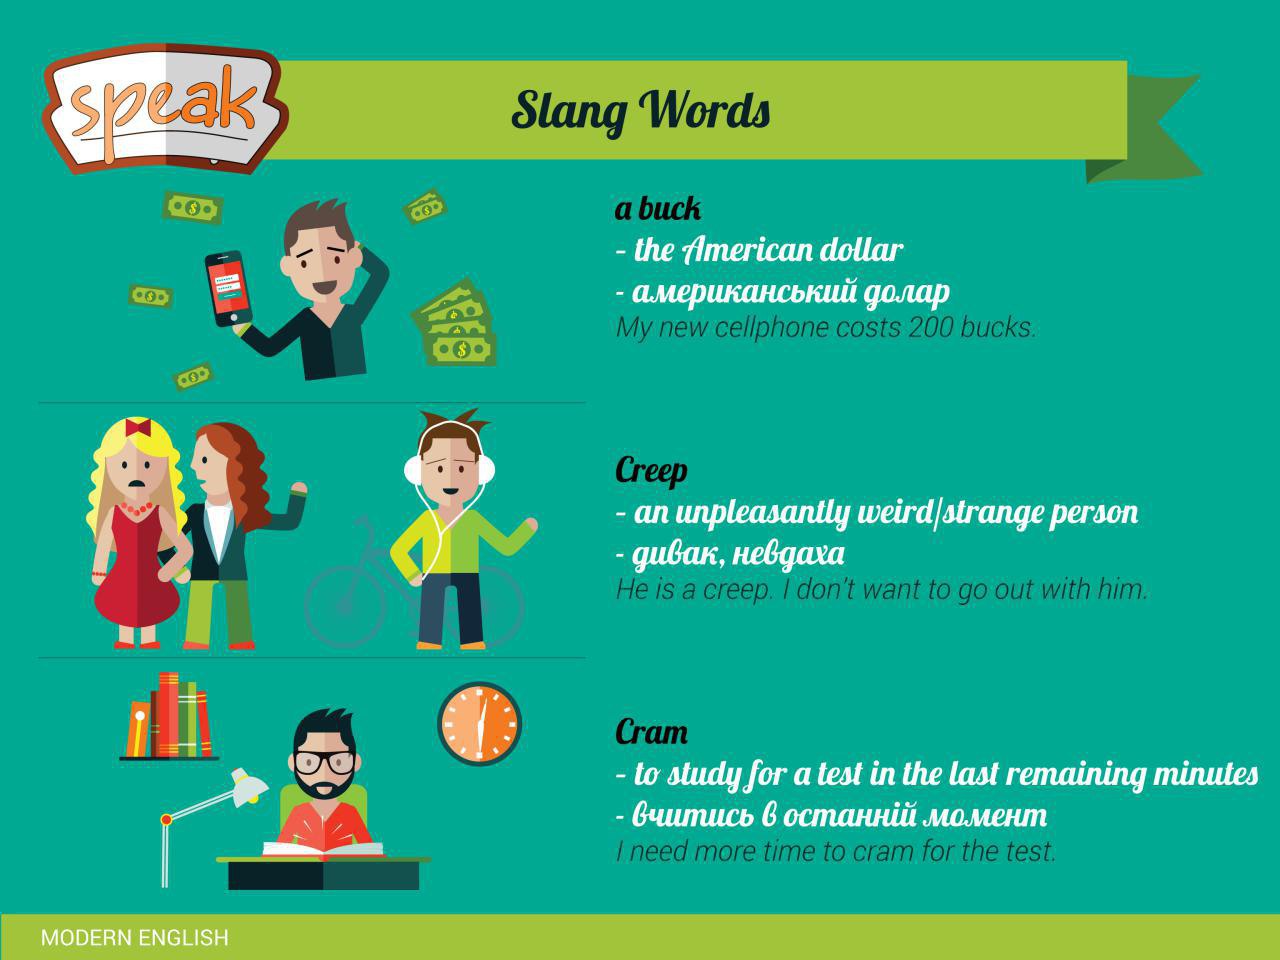 speak
Slang Words
a buck
- the American dollar
- американський долар
My new cellphone costs 200 bucks.
Creep
- an unpleasantly weird/strange person
- дивак, невдаха
He is a creep. I don't want to go out with him.
Cram
- to study for a test in the last remaining minutes
- вчитись в останній момент
I need more time to cram for the test.
MODERN ENGLISH